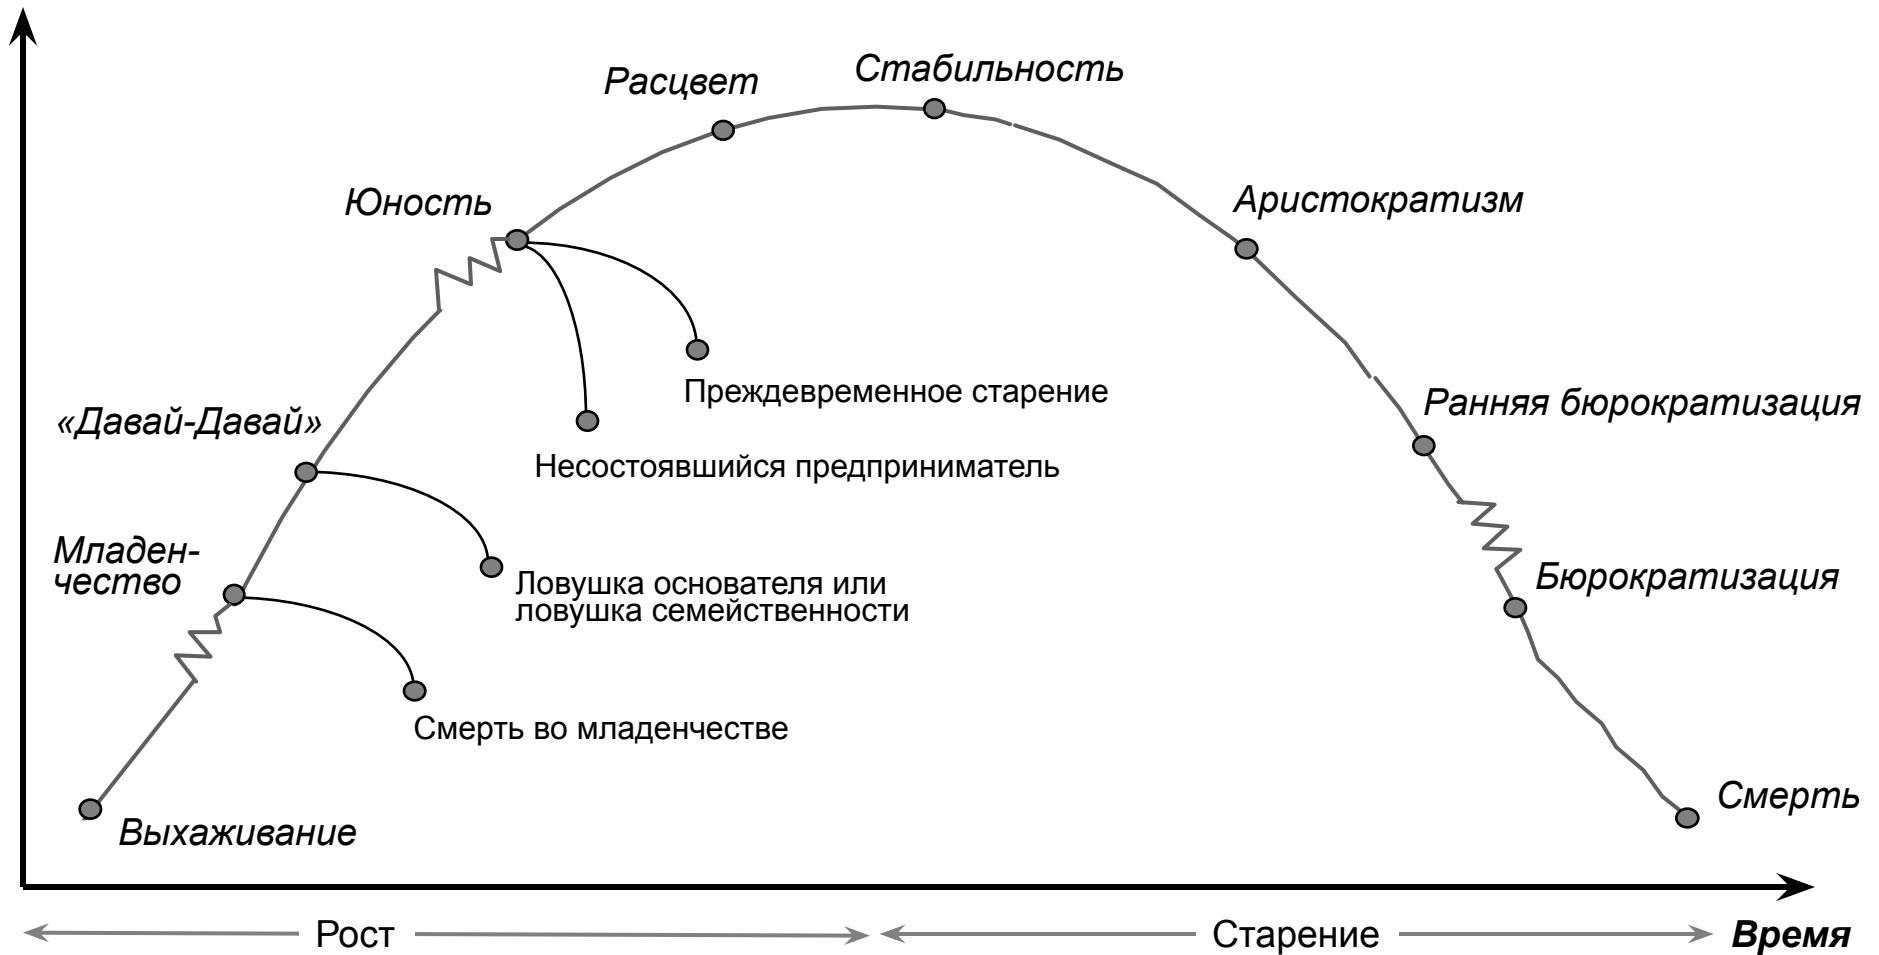 Стабильность
Расцвет
Юность
Аристократизм
Преждевременное старение
Ранняя бюрократизация
«Давай-Давай»
Несостоявшийся предприниматель
Младен-
чество
Ловушка основателя или
ловушка семейственности
Бюрократизация
Смерть во младенчестве
Смерть
Выхаживание
Рост
Старение
Время